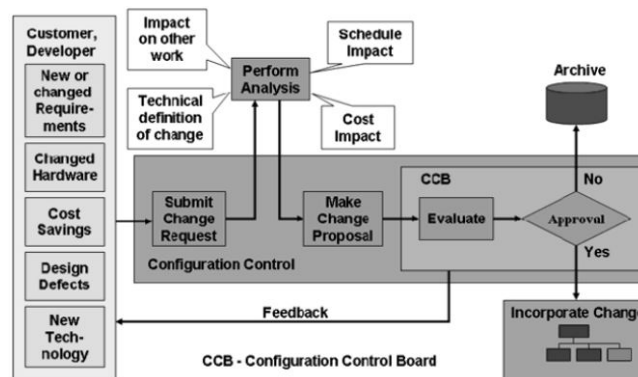 Customer,
Developer
New or
changed
Require-
ments
Changed
Hardware
Cost
Savings
Design
Defects
New
Tech-
nology
Impact
on other
work
Technical
definition
of change
Perform
Analysis
Schedule
Impact
Cost
Impact
Archive
Submit
Change
Request
Make
Change
Proposal
CCB
Evaluate
Approval
No
Yes
Configuration Control
Feedback
Incorporate Change
CCB - Configuration Control Board